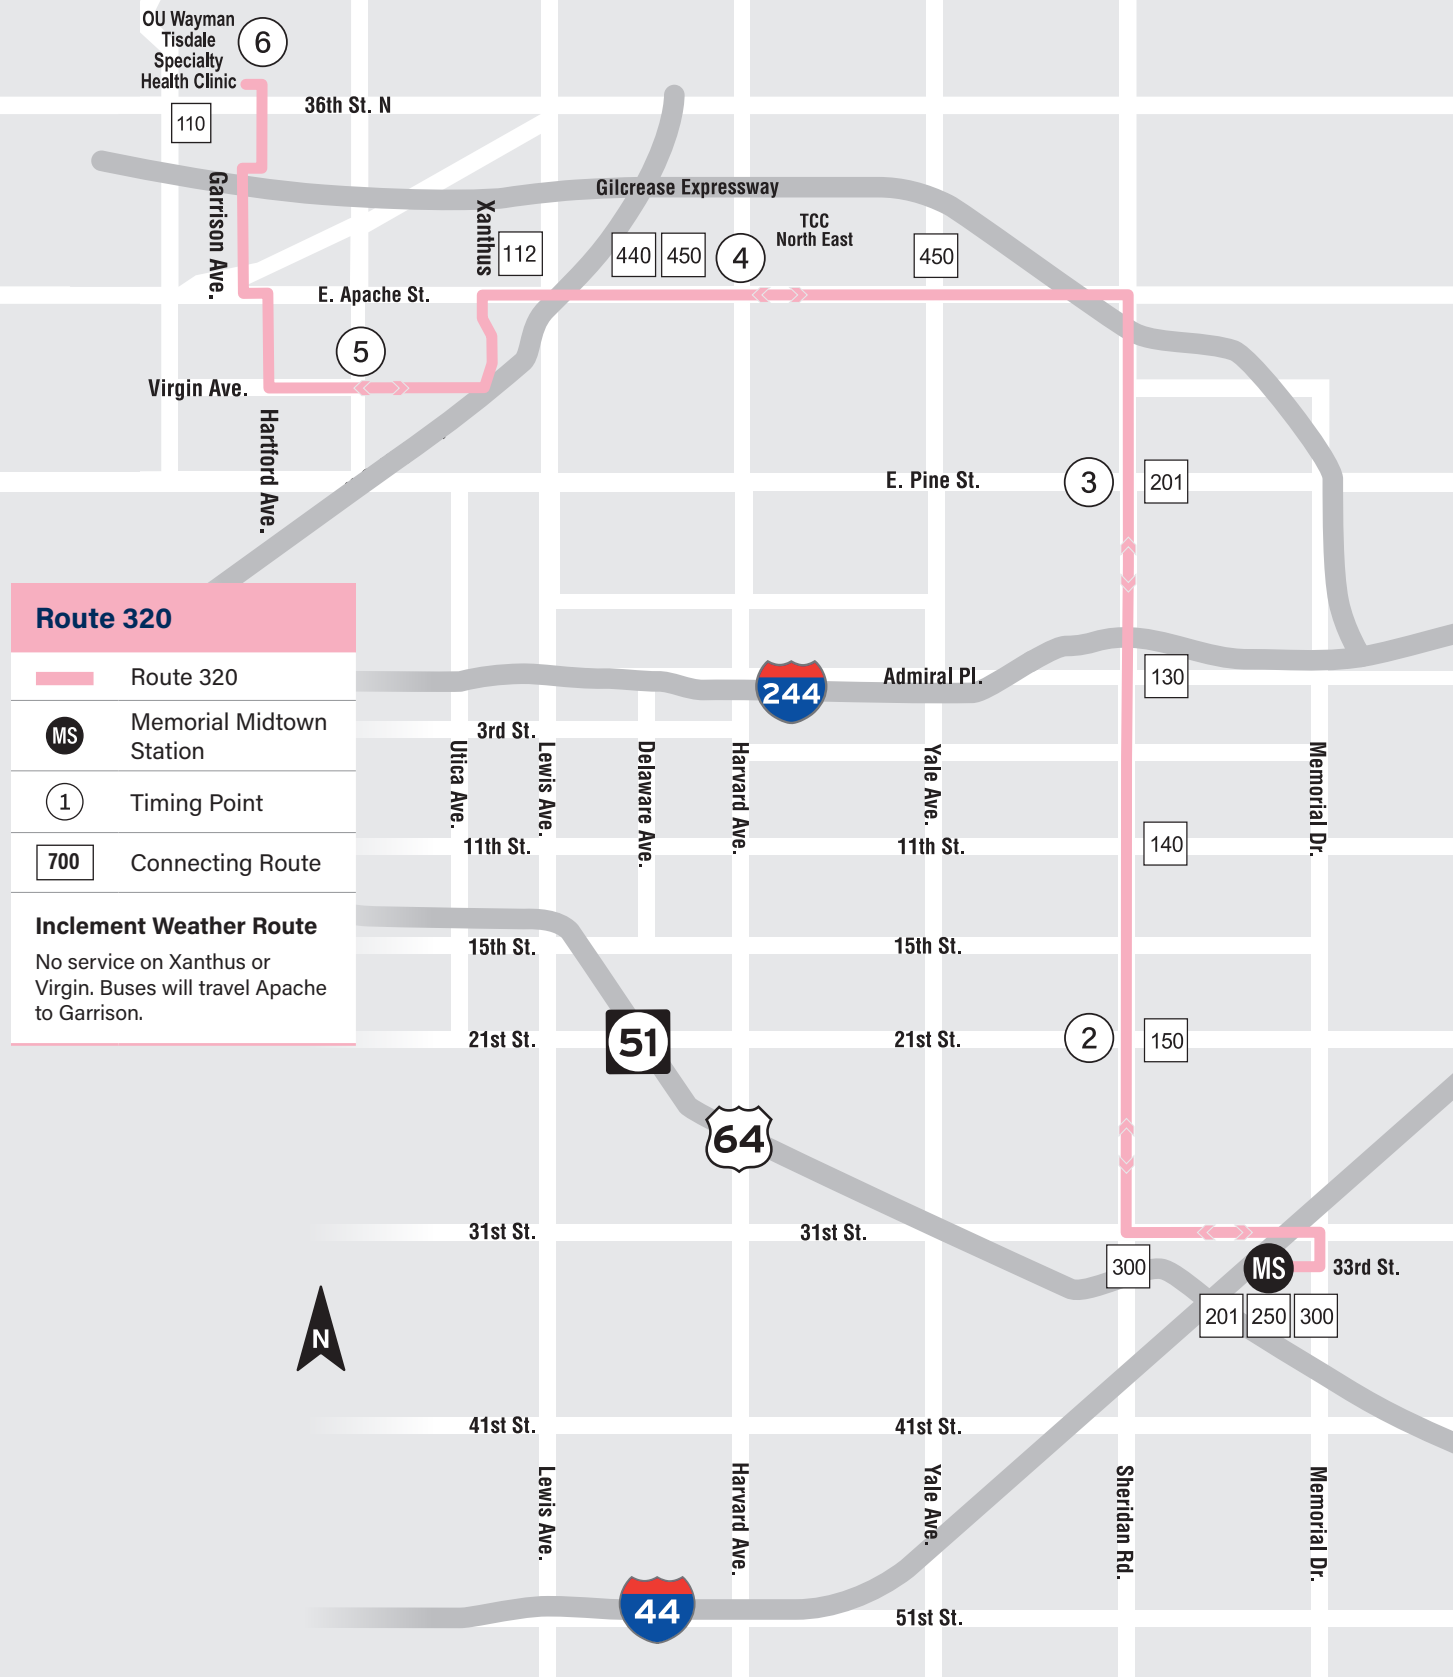 OU Wayman
Tisdale
Specialty
Health Clinic
6
36th St. N
110
Garrison Ave.
Gilcrease Expressway
Xanthus
112
440
450
4
TCC
North East
450
E. Apache St.
5
Virgin Ave.
Hartford Ave.
E. Pine St.
3
201
Route 320
Route 320
MS
Memorial Midtown
Station
1
Timing Point
700
Connecting Route
Inclement Weather Route
No service on Xanthus or
Virgin. Buses will travel Apache
to Garrison.
244
Admiral Pl.
130
3rd St.
Utica Ave.
Lewis Ave.
Delaware Ave.
Harvard Ave.
Yale Ave.
Memorial Dr.
11th St.
11th St.
140
15th St.
15th St.
21st St.
51
21st St.
2
150
64
31st St.
31st St.
300
MS
33rd St.
201
250
300
N
41st St.
41st St.
Lewis Ave.
Harvard Ave.
Yale Ave.
Sheridan Rd.
Memorial Dr.
44
51st St.